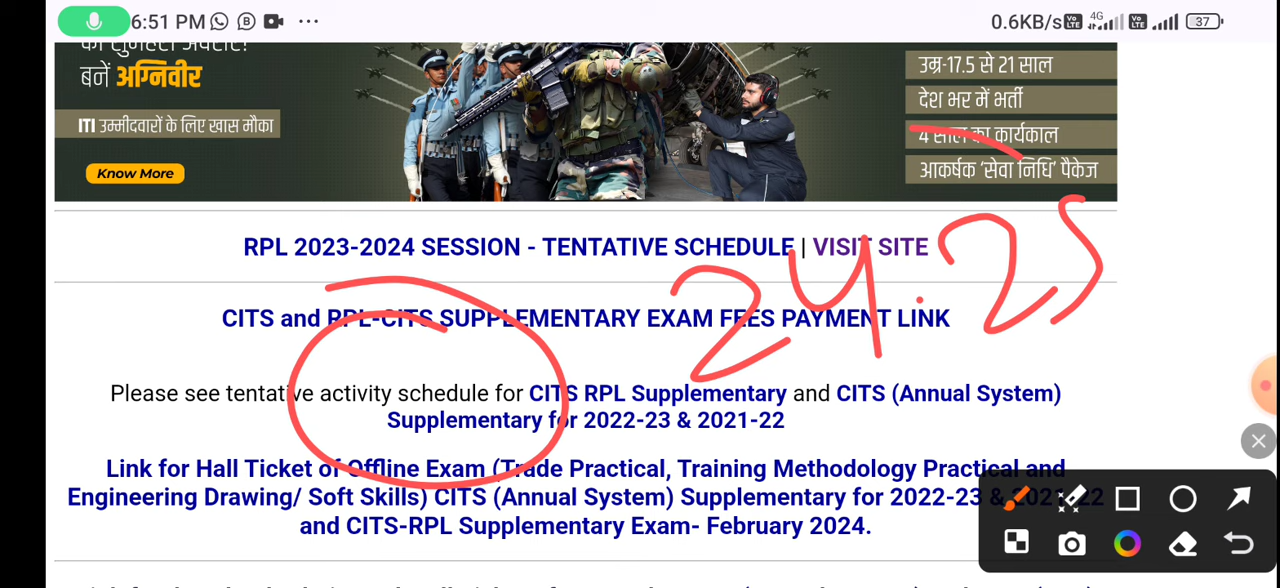 6:51 PM
0.6KB/s
4G
37
बनें अग्निवीर
ITI उम्मीदवारों के लिए खास मौका
Know More
उम्र-17.5 से 21 साल
देश भर में भर्ती
4 साल का कार्यकाल
आकर्षक ‘सेवा निधि’ पैकेज
RPL 2023-2024 SESSION - TENTATIVE SCHEDULE | VISIT SITE
24.25
CITS and RPL-CITS SUPPLEMENTARY EXAM FEES PAYMENT LINK
Please see tentative activity schedule for CITS RPL Supplementary and CITS (Annual System)
Supplementary for 2022-23 & 2021-22
Link for Hall Ticket of Offline Exam (Trade Practical, Training Methodology Practical and
Engineering Drawing/ Soft Skills) CITS (Annual System) Supplementary for 2022-23 & 2021-22
and CITS-RPL Supplementary Exam- February 2024.